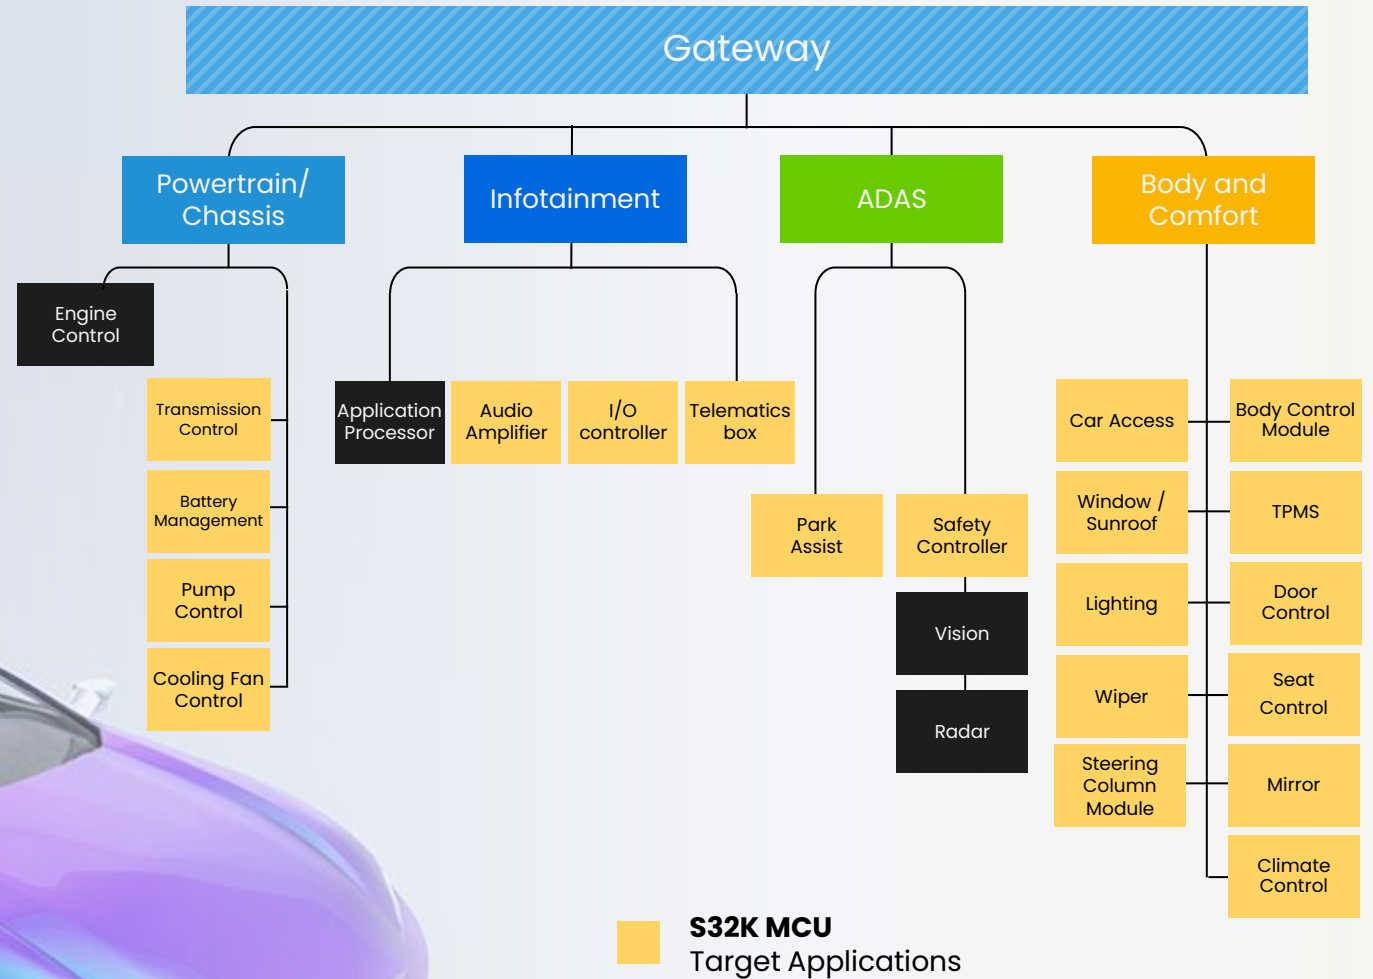 Gateway
Powertrain/
Chassis
Infotainment
ADAS
Body and
Comfort
Engine
Control
Transmission
Control
Battery
Management
Pump
Control
Cooling Fan
Control
Application
Processor
Audio
Amplifier
I/O
controller
Telematics
box
Park
Assist
Safety
Controller
Vision
Radar
Car Access
Body Control
Module
Window /
Sunroof
TPMS
Lighting
Door
Control
Wiper
Seat
Control
Steering
Column
Module
Mirror
Climate
Control
S32K MCU
Target Applications